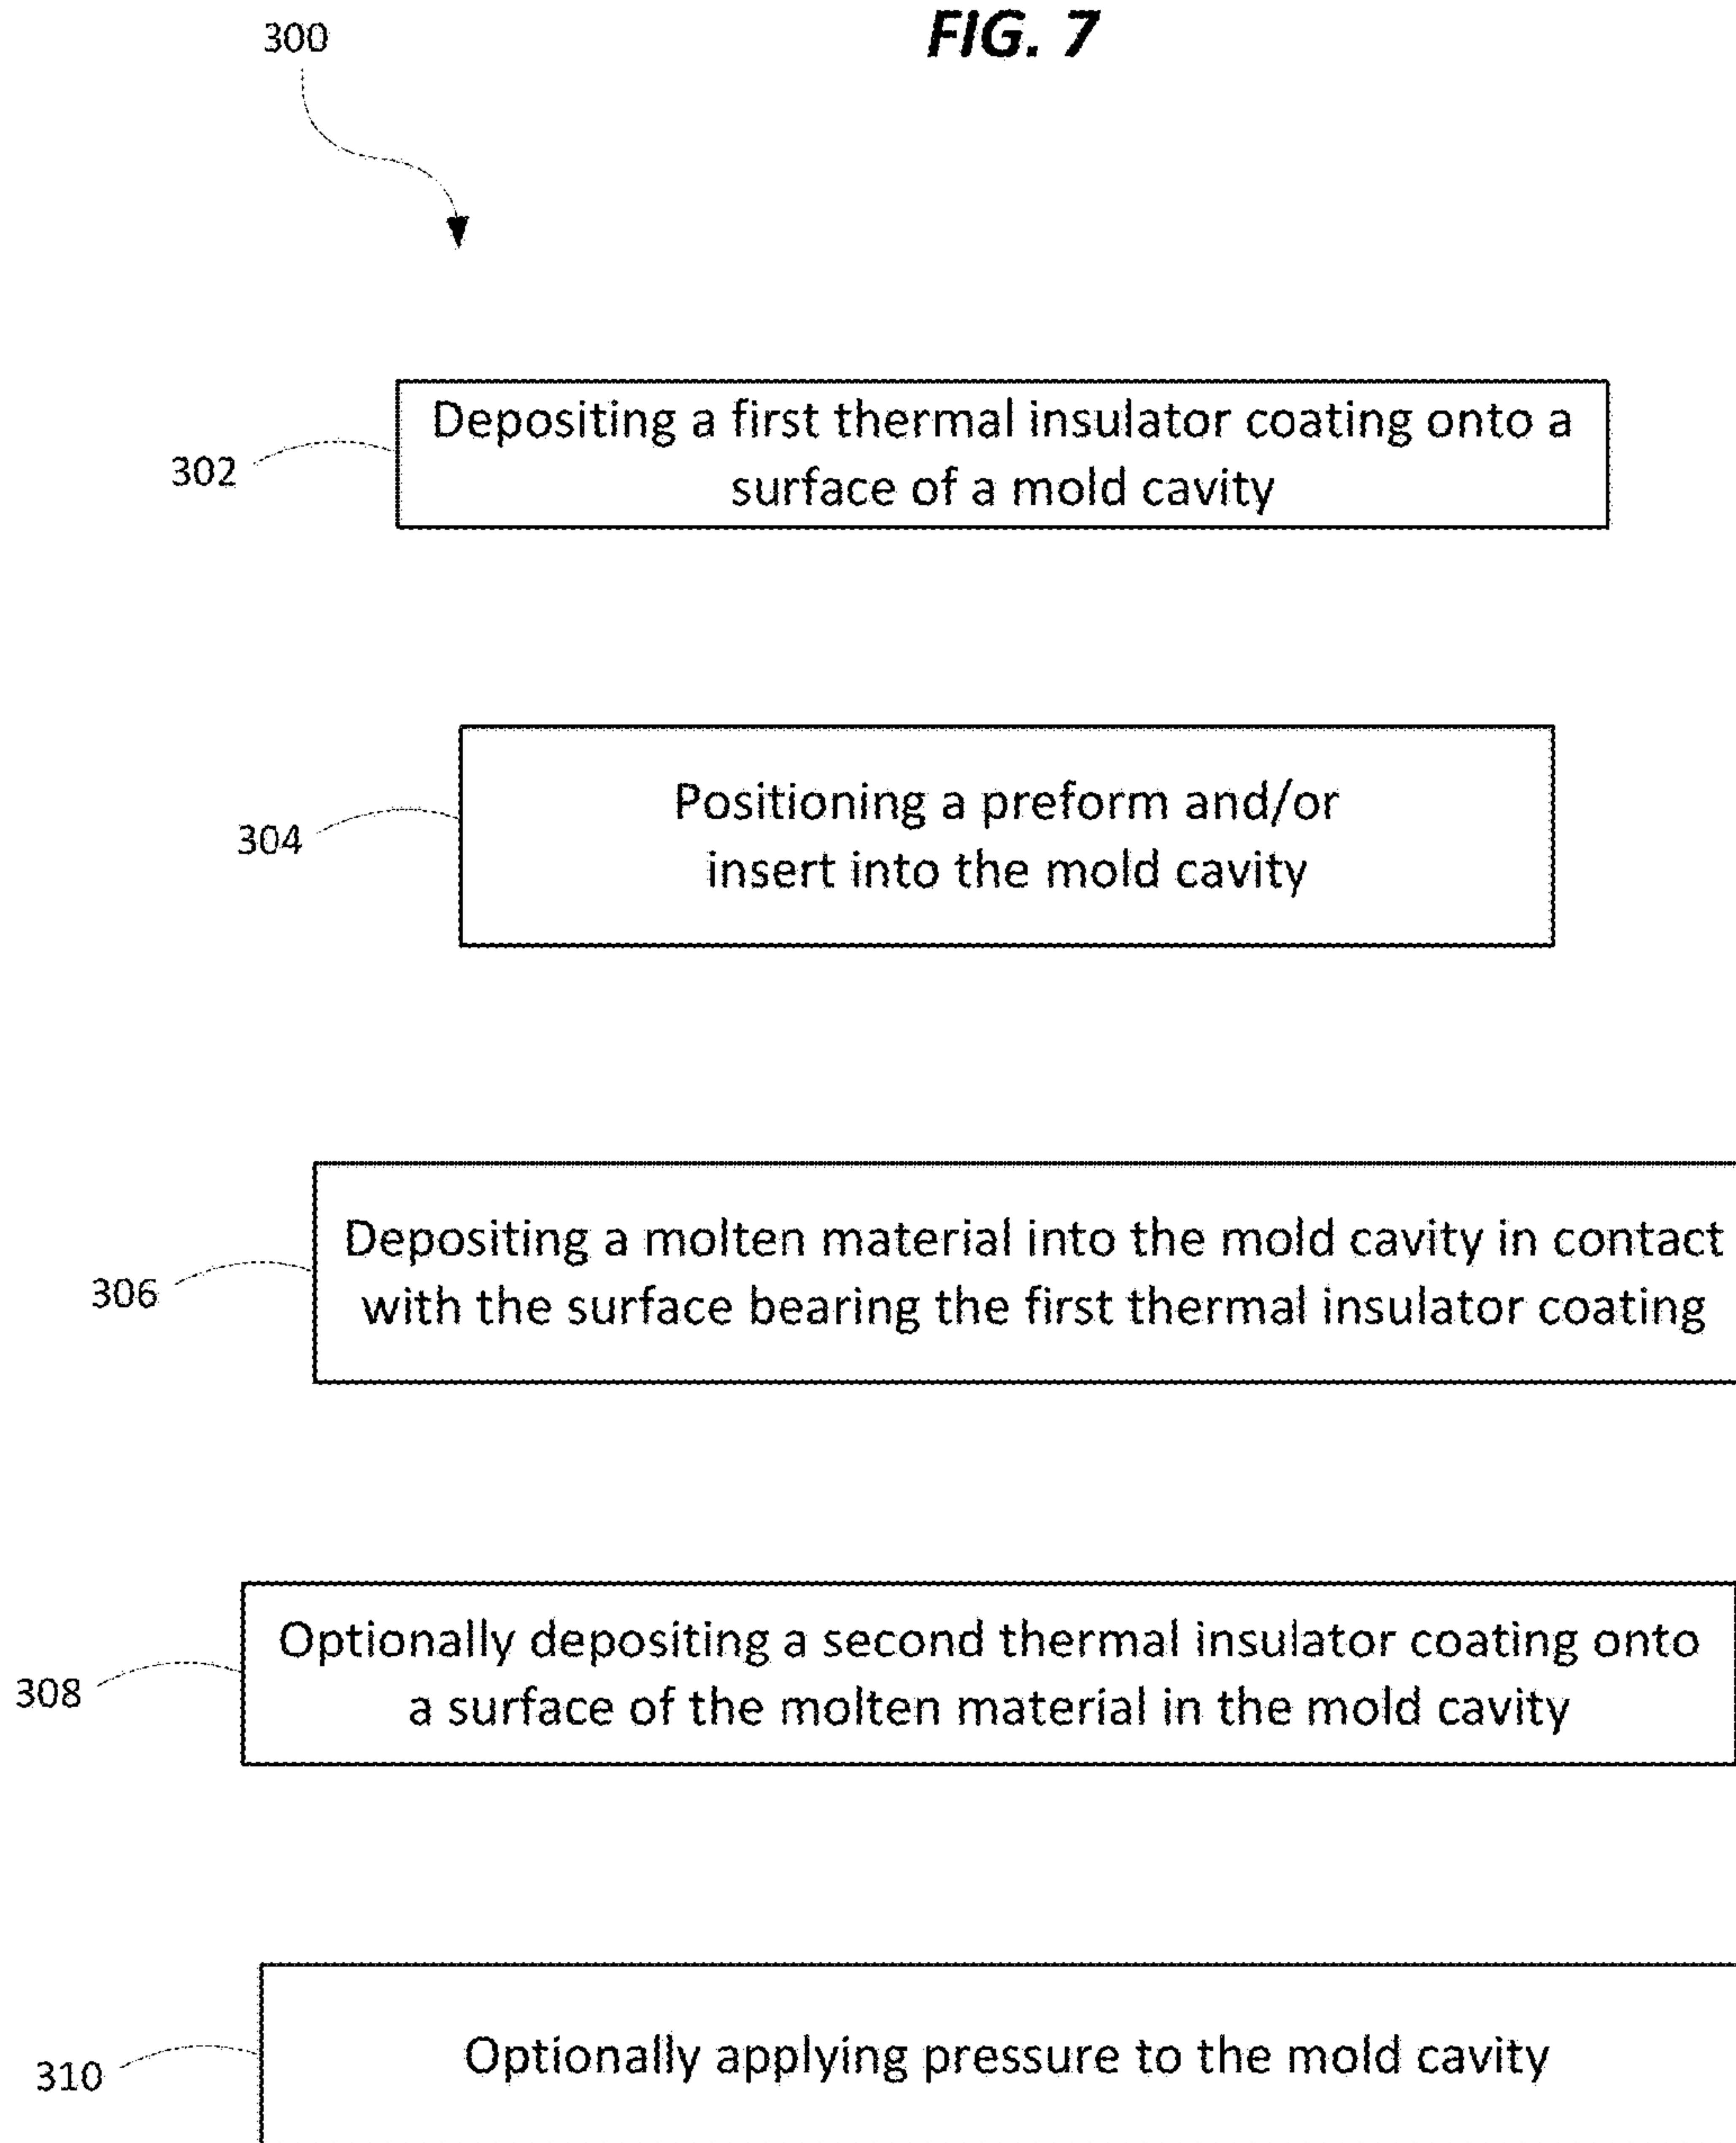 FIG. 7
300
302
Depositing a first thermal insulator coating onto a
surface of a mold cavity
304
Positioning a preform and/or
insert into the mold cavity
306
Depositing a molten material into the mold cavity in contact
with the surface bearing the first thermal insulator coating
308
Optionally depositing a second thermal insulator coating onto
a surface of the molten material in the mold cavity
310
Optionally applying pressure to the mold cavity